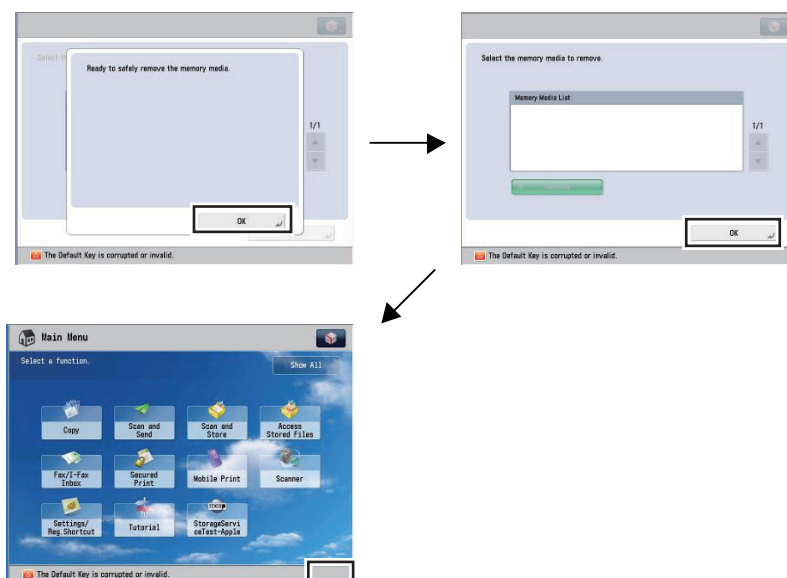 Select th
Ready to safely remove the memory media.
1/1
OK
The Default Key is corrupted or invalid.
Select the memory media to remove.
Memory Media List
1/1
OK
The Default Key is corrupted or invalid.
Main Menu
Select a function.
Show All
Copy
Scan and
Send
Scan and
Store
Access
Stored Files
Fax/I-Fax
Inbox
Secured
Print
Mobile Print
Scanner
Settings/
Reg.Shortcut
Tutorial
meap
StorageServi
ceTest-Apple
The Default Key is corrupted or invalid.